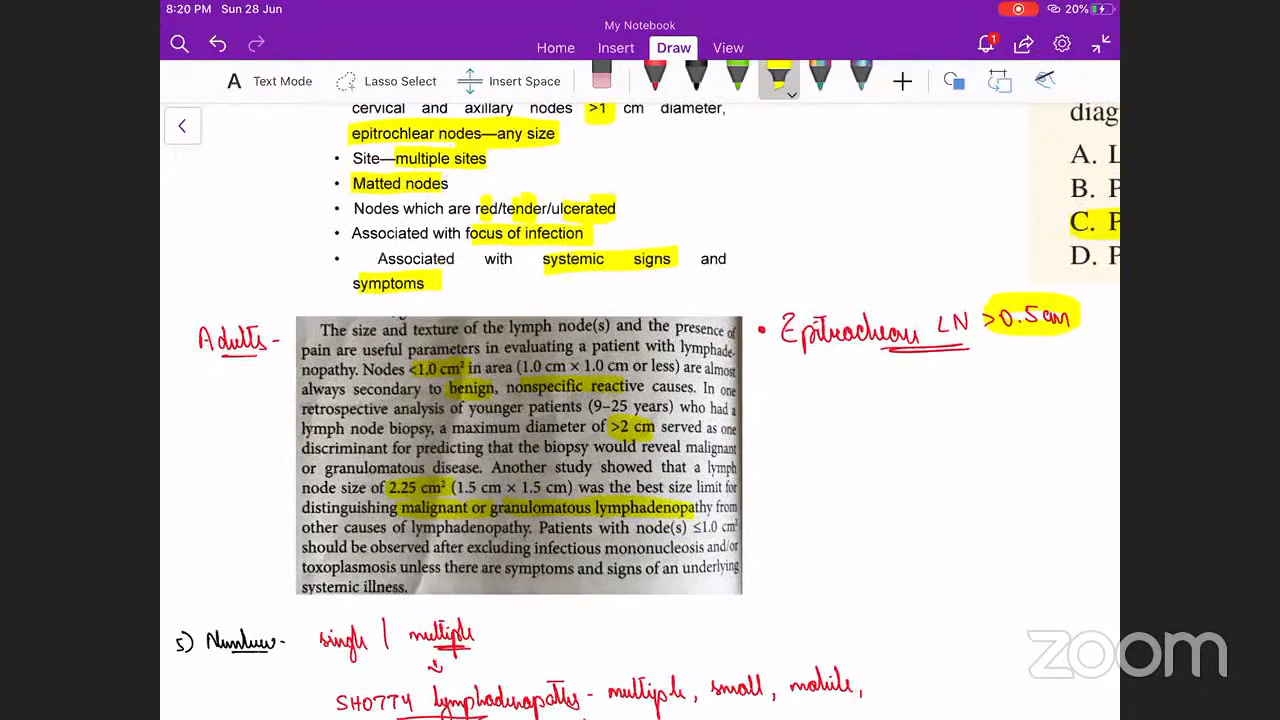 8:20 PM Sun 28 Jun
20%
My Notebook
Home Insert Draw View
1
A Text Mode Lasso Select Insert Space
cervical and axillary nodes >1 cm diameter,
epitrochlear nodes—any size
• Site—multiple sites
• Matted nodes
• Nodes which are red/tender/ulcerated
• Associated with focus of infection
• Associated with systemic signs and
symptoms
diag
A. L
B. P
C. P
D. P
Adults-
The size and texture of the lymph node(s) and the presence of
pain are useful parameters in evaluating a patient with lymphade-
nopathy. Nodes <1.0 cm² in area (1.0 cm × 1.0 cm or less) are almost
always secondary to benign, nonspecific reactive causes. In one
retrospective analysis of younger patients (9–25 years) who had a
lymph node biopsy, a maximum diameter of >2 cm served as one
discriminant for predicting that the biopsy would reveal malignant
or granulomatous disease. Another study showed that a lymph
node size of 2.25 cm² (1.5 cm × 1.5 cm) was the best size limit for
distinguishing malignant or granulomatous lymphadenopathy from
other causes of lymphadenopathy. Patients with node(s) ≤1.0 cm²
should be observed after excluding infectious mononucleosis and/or
toxoplasmosis unless there are symptoms and signs of an underlying
systemic illness.
• LN >0.5cm
5) Number- single | multiple
SHOTTY lymphadenopathy - multiple, small, mobile,
zoom